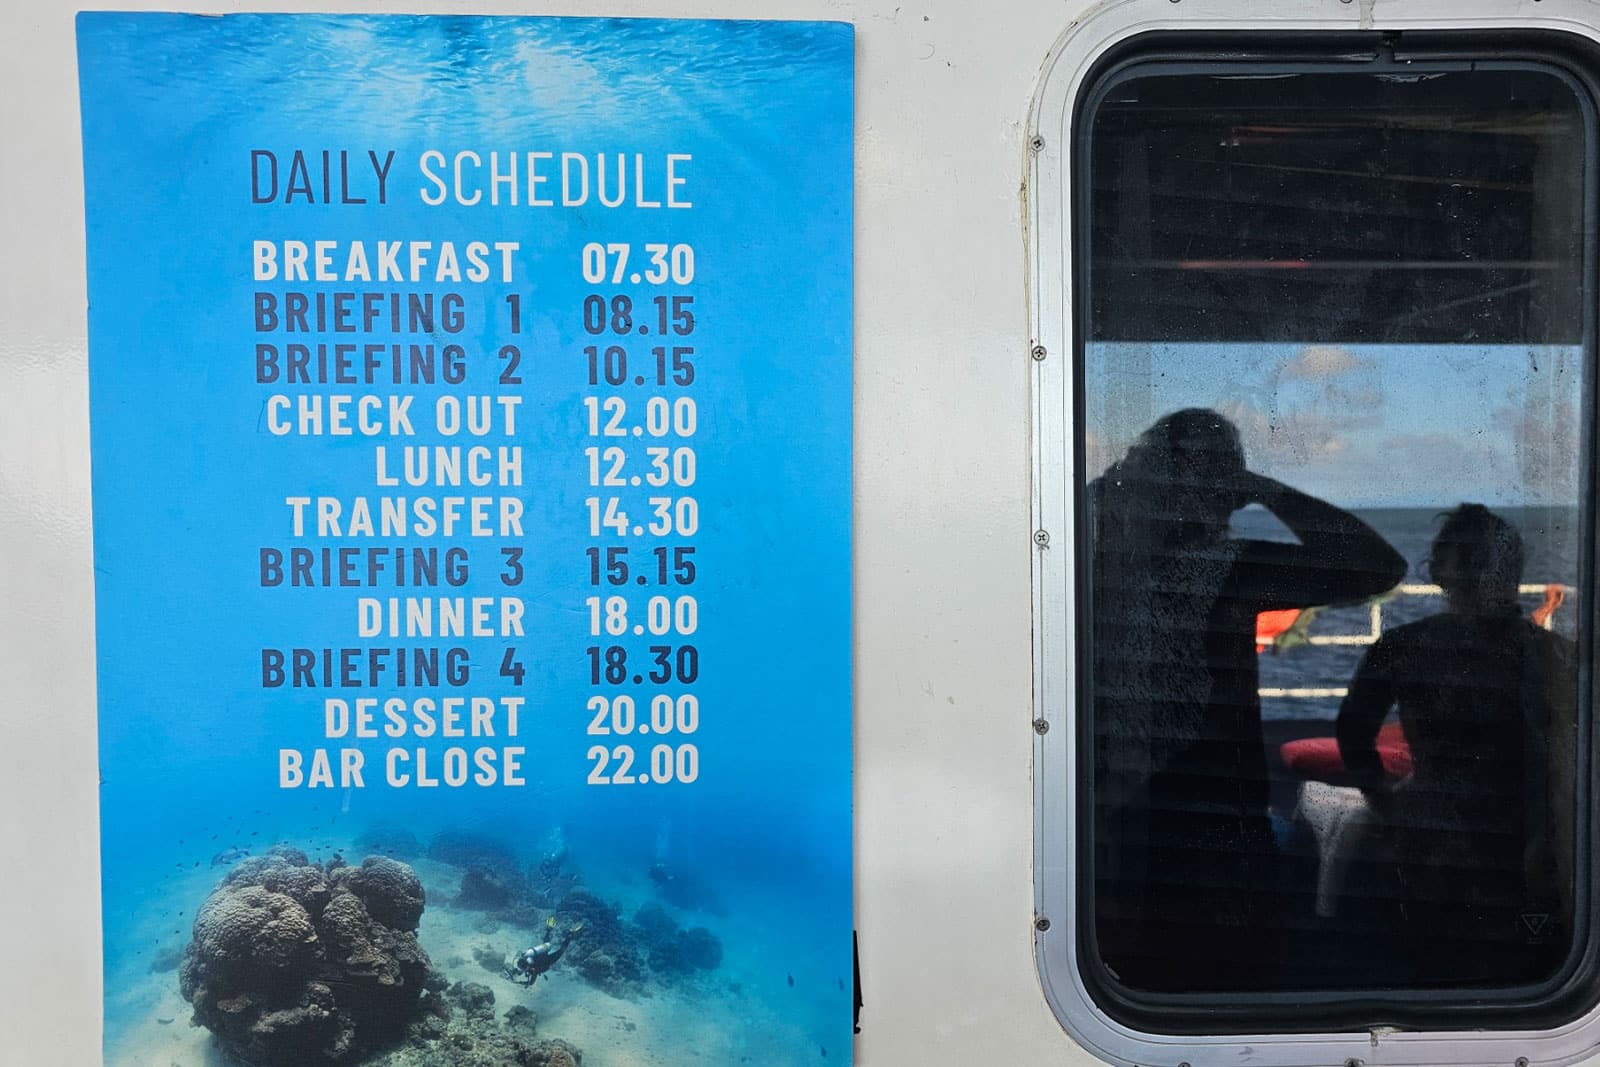 DAILY SCHEDULE
BREAKFAST 07.30
BRIEFING 1 08.15
BRIEFING 2 10.15
CHECK OUT 12.00
LUNCH 12.30
TRANSFER 14.30
BRIEFING 3 15.15
DINNER 18.00
BRIEFING 4 18.30
DESSERT 20.00
BAR CLOSE 22.00